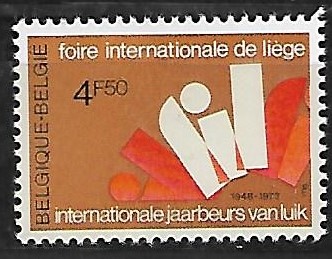 foire internationale de liège
4F50
BELGIQUE-BELGIË
1948-1973
internationale jaarbeurs van luik